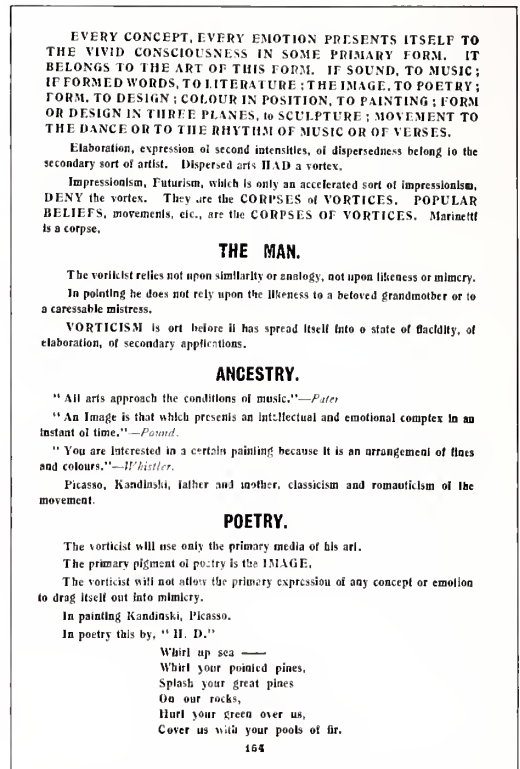 EVERY CONCEPT, EVERY EMOTION PRESENTS ITSELF TO
THE VIVID CONSCIOUSNESS IN SOME PRIMARY FORM. IT
BELONGS TO THE ART OF THIS FORM. IF SOUND, TO MUSIC;
IF FORMED WORDS, TO LITERATURE; THE IMAGE, TO POETRY;
FORM, TO DESIGN; COLOUR IN POSITION, TO PAINTING; FORM
OR DESIGN IN THREE PLANES, to SCULPTURE; MOVEMENT TO
THE DANCE OR TO THE RHYTHM OF MUSIC OR OF VERSES.
Elaboration, expression of second intensities, of dispersedness belong to the
secondary sort of artist. Dispersed arts HAD a vortex.
Impressionism, Futurism, which is only an accelerated sort of impressionism,
DENY the vortex. They are the CORPSES of VORTICES. POPULAR
BELIEFS, movements, etc., are the CORPSES OF VORTICES. Marinetti
is a corpse.
THE MAN.
The vorticist relies not upon similarity or analogy, not upon likeness or mimcry.
In painting he does not rely upon the likeness to a beloved grandmother or to
a caressable mistress.
VORTICISM is art before it has spread itself into a state of flacidity, of
elaboration, of secondary applications.
ANCESTRY.
"All arts approach the conditions of music."—Pater
"An Image is that which presents an intellectual and emotional complex in an
instant of time."—Pound.
"You are interested in a certain painting because it is an arrangement of lines
and colours."—Whistler.
Picasso, Kandinski, father and mother, classicism and romanticism of the
movement.
POETRY.
The vorticist will use only the primary media of his art.
The primary pigment of poetry is the IMAGE.
The vorticist will not allow the primary expression of any concept or emotion
to drag itself out into mimicry.
In painting Kandinski, Picasso.
In poetry this by, "H. D."
Whirl up sea —
Whirl your pointed pines,
Splash your great pines
On our rocks,
Hurl your green over us,
Cover us with your pools of fir.
154